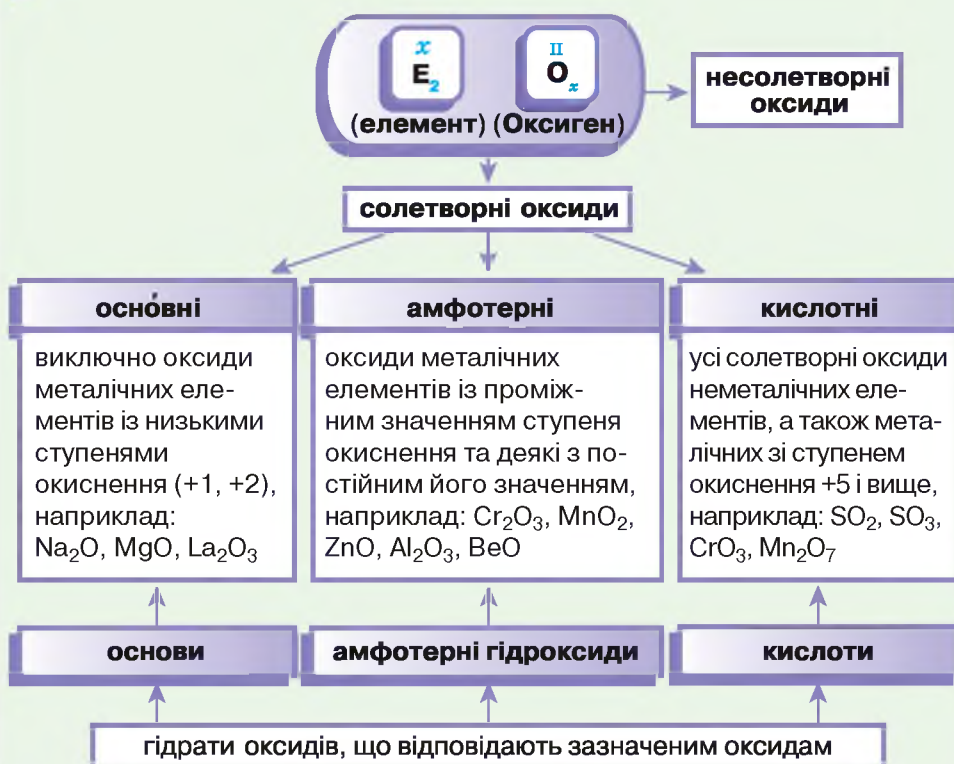 x II
E₂ Oₓ
(елемент) (Оксиген)
несолетворні
оксиди
солетворні оксиди
осно́вні
виключно оксиди
металічних еле-
ментів із низькими
ступенями
окиснення (+1, +2),
наприклад:
Na₂O, MgO, La₂O₃
амфотерні
оксиди металічних
елементів із проміж-
ним значенням ступеня
окиснення та деякі з по-
стійним його значенням,
наприклад: Cr₂O₃, MnO₂,
ZnO, Al₂O₃, BeO
кислотні
усі солетворні оксиди
неметалічних еле-
ментів, а також мета-
лічних зі ступенем
окиснення +5 і вище,
наприклад: SO₂, SO₃,
CrO₃, Mn₂O₇
основи
амфотерні гідроксиди
кислоти
гідрати оксидів, що відповідають зазначеним оксидам